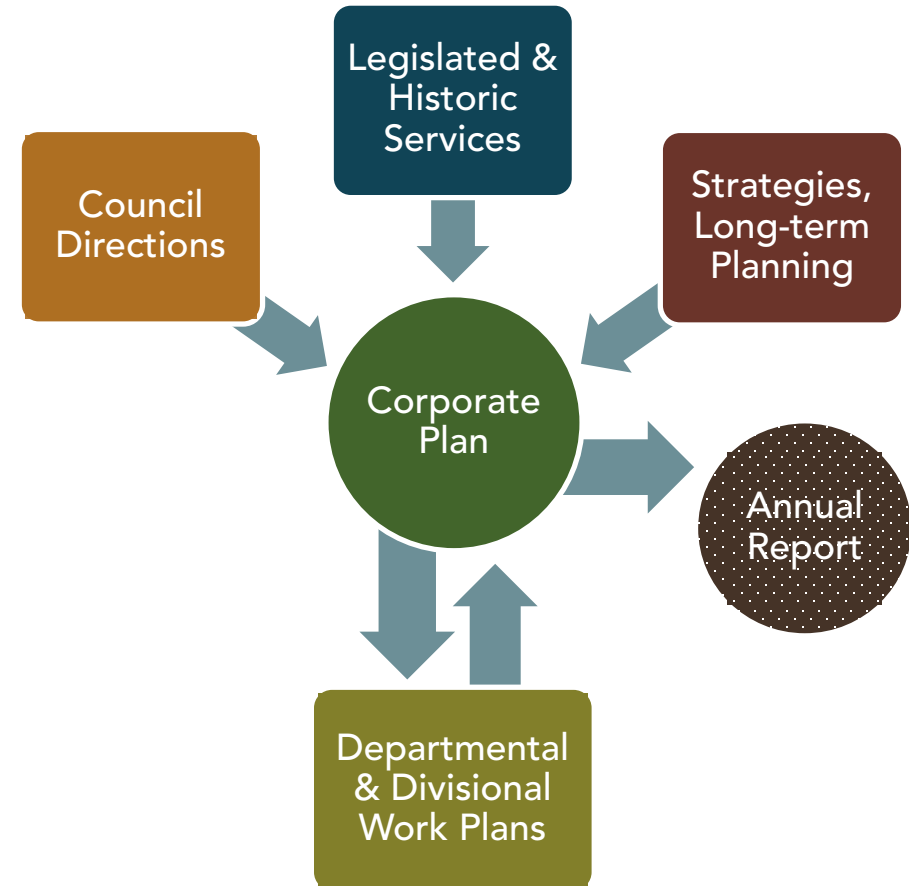 Legislated &
Historic
Services
Council
Directions
Strategies,
Long-term
Planning
Corporate
Plan
Annual
Report
Departmental
& Divisional
Work Plans